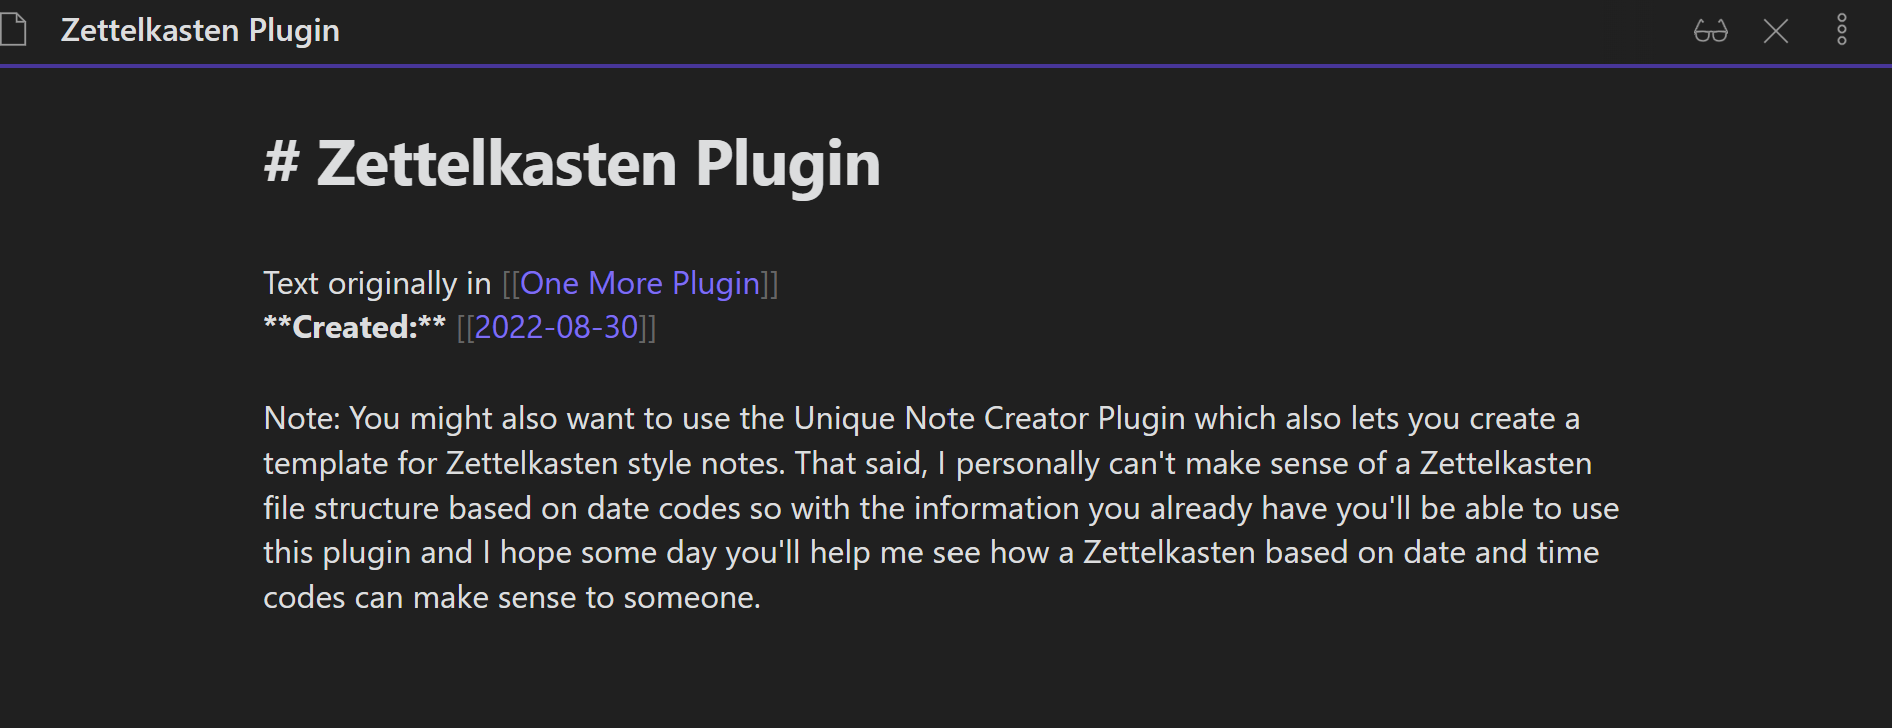 Zettelkasten Plugin
# Zettelkasten Plugin
Text originally in [[One More Plugin]]
**Created:** [[2022-08-30]]
Note: You might also want to use the Unique Note Creator Plugin which also lets you create a
template for Zettelkasten style notes. That said, I personally can't make sense of a Zettelkasten
file structure based on date codes so with the information you already have you'll be able to use
this plugin and I hope some day you'll help me see how a Zettelkasten based on date and time
codes can make sense to someone.